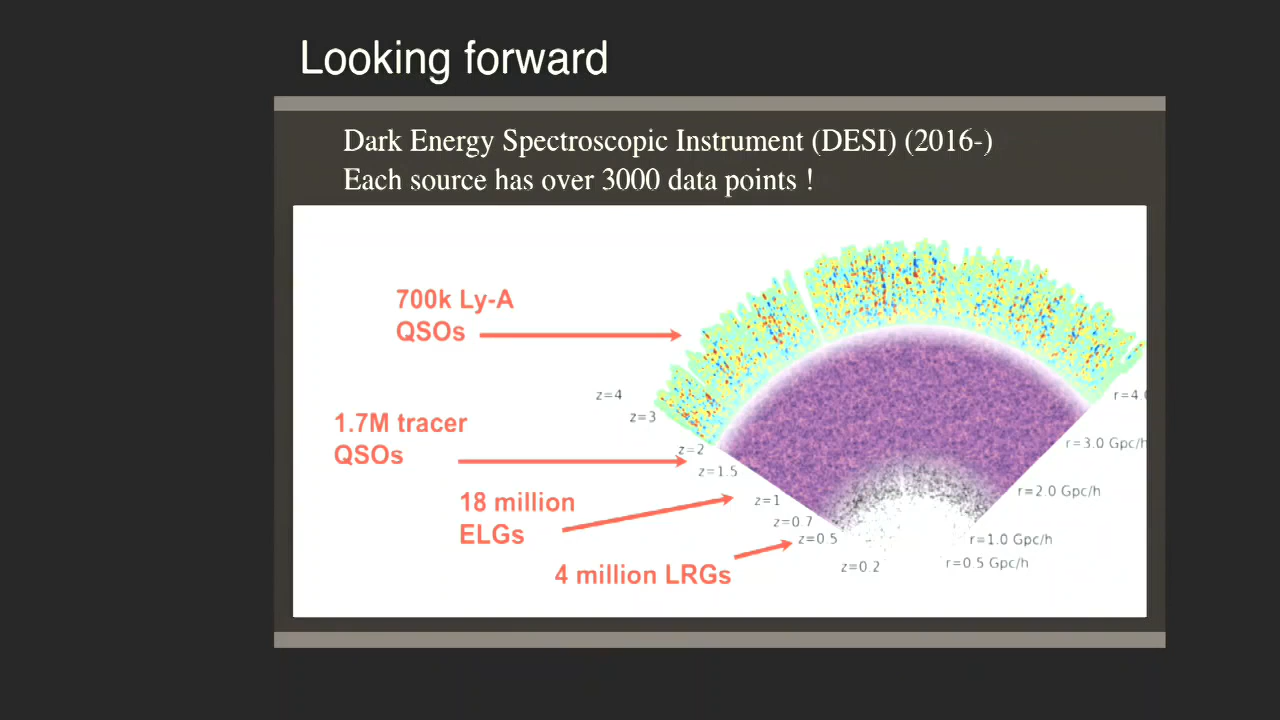 Looking forward
Dark Energy Spectroscopic Instrument (DESI) (2016-)
Each source has over 3000 data points !
700k Ly-A
QSOs
z=4
r=4.0
z=3
1.7M tracer
QSOs
r=3.0 Gpc/h
z=2
z=1.5
18 million
ELGs
r=2.0 Gpc/h
z=1
z=0.7
z=0.5
r=1.0 Gpc/h
z=0.2
r=0.5 Gpc/h
4 million LRGs